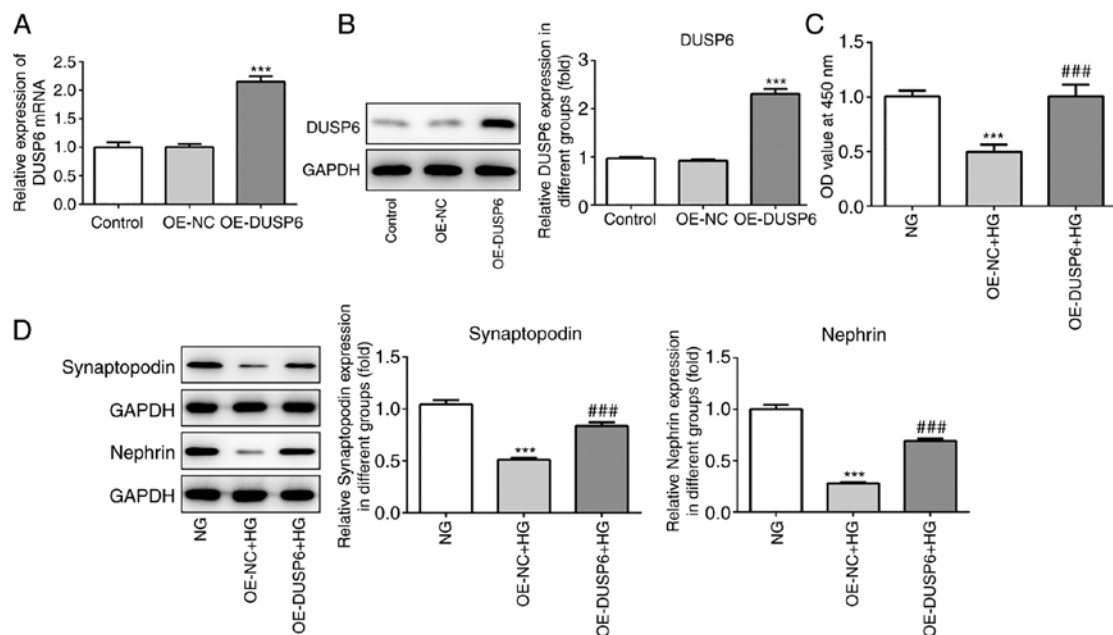 A
Relative expression of
DUSP6 mRNA
2.5
2.0
1.5
1.0
0.5
0.0
***
Control
OE-NC
OE-DUSP6
B
DUSP6
GAPDH
Control
OE-NC
OE-DUSP6
DUSP6
Relative DUSP6 expression in
different groups (fold)
3
2
1
0
***
Control
OE-NC
OE-DUSP6
C
OD value at 450 nm
1.5
1.0
0.5
0.0
***
###
NG
OE-NC+HG
OE-DUSP6+HG
D
Synaptopodin
GAPDH
Nephrin
GAPDH
NG
OE-NC+HG
OE-DUSP6+HG
Synaptopodin
Relative Synaptopodin expression
in different groups (fold)
1.5
1.0
0.5
0.0
***
###
NG
OE-NC+HG
OE-DUSP6+HG
Nephrin
Relative Nephrin expression
in different groups (fold)
1.5
1.0
0.5
0.0
***
###
NG
OE-NC+HG
OE-DUSP6+HG